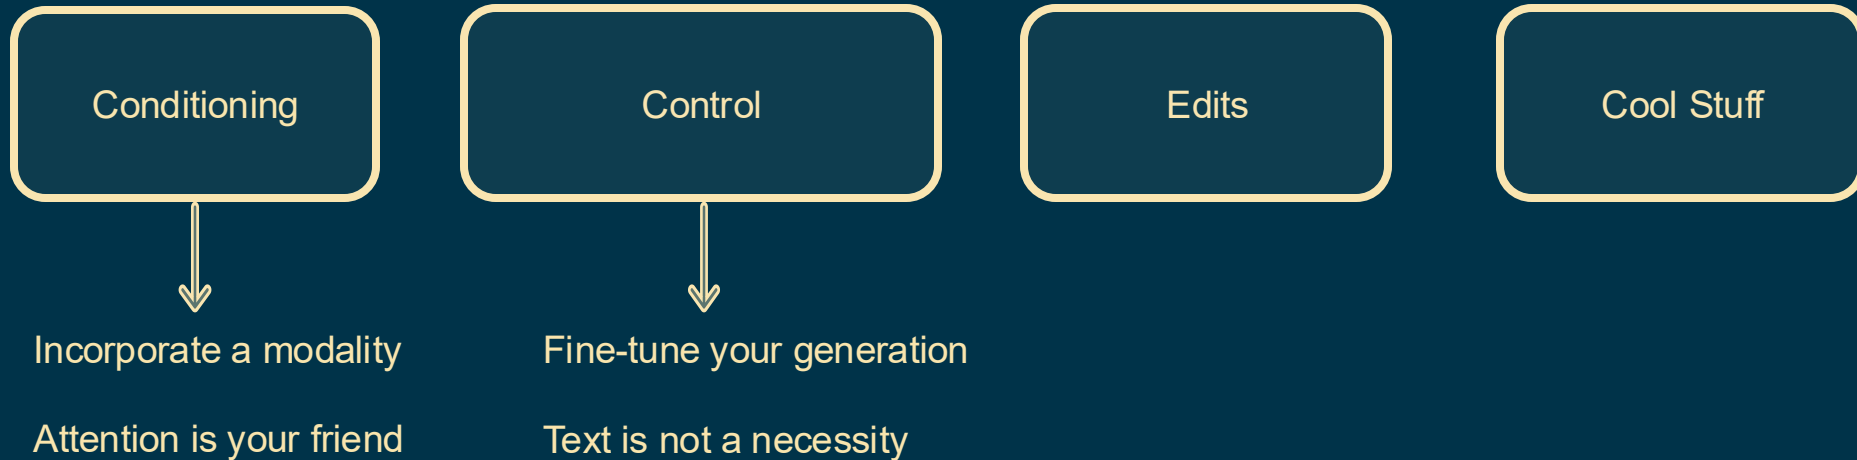 Conditioning
Control
Edits
Cool Stuff
Incorporate a modality
Attention is your friend
Fine-tune your generation
Text is not a necessity